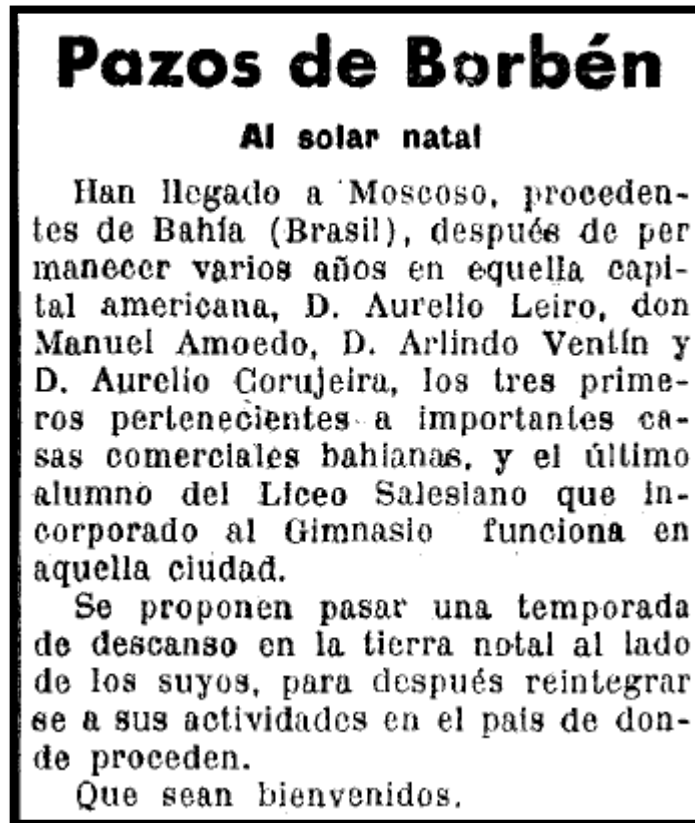 Pazos de Borbén
Al solar natal
Han llegado a Moscoso, proceden-
tes de Bahía (Brasil), después de per
manecer varios años en equella capi-
tal americana, D. Aurelio Leiro, don
Manuel Amoedo, D. Arlindo Ventín y
D. Aurelio Corujeira, los tres prime-
ros pertenecientes a importantes ca-
sas comerciales bahianas, y el último
alumno del Liceo Salesiano que in-
corporado al Gimnasio funciona en
aquella ciudad.
Se proponen pasar una temporada
de descanso en la tierra notal al lado
de los suyos, para después reintegrar
se a sus actividades en el país de don-
de proceden.
Que sean bienvenidos.